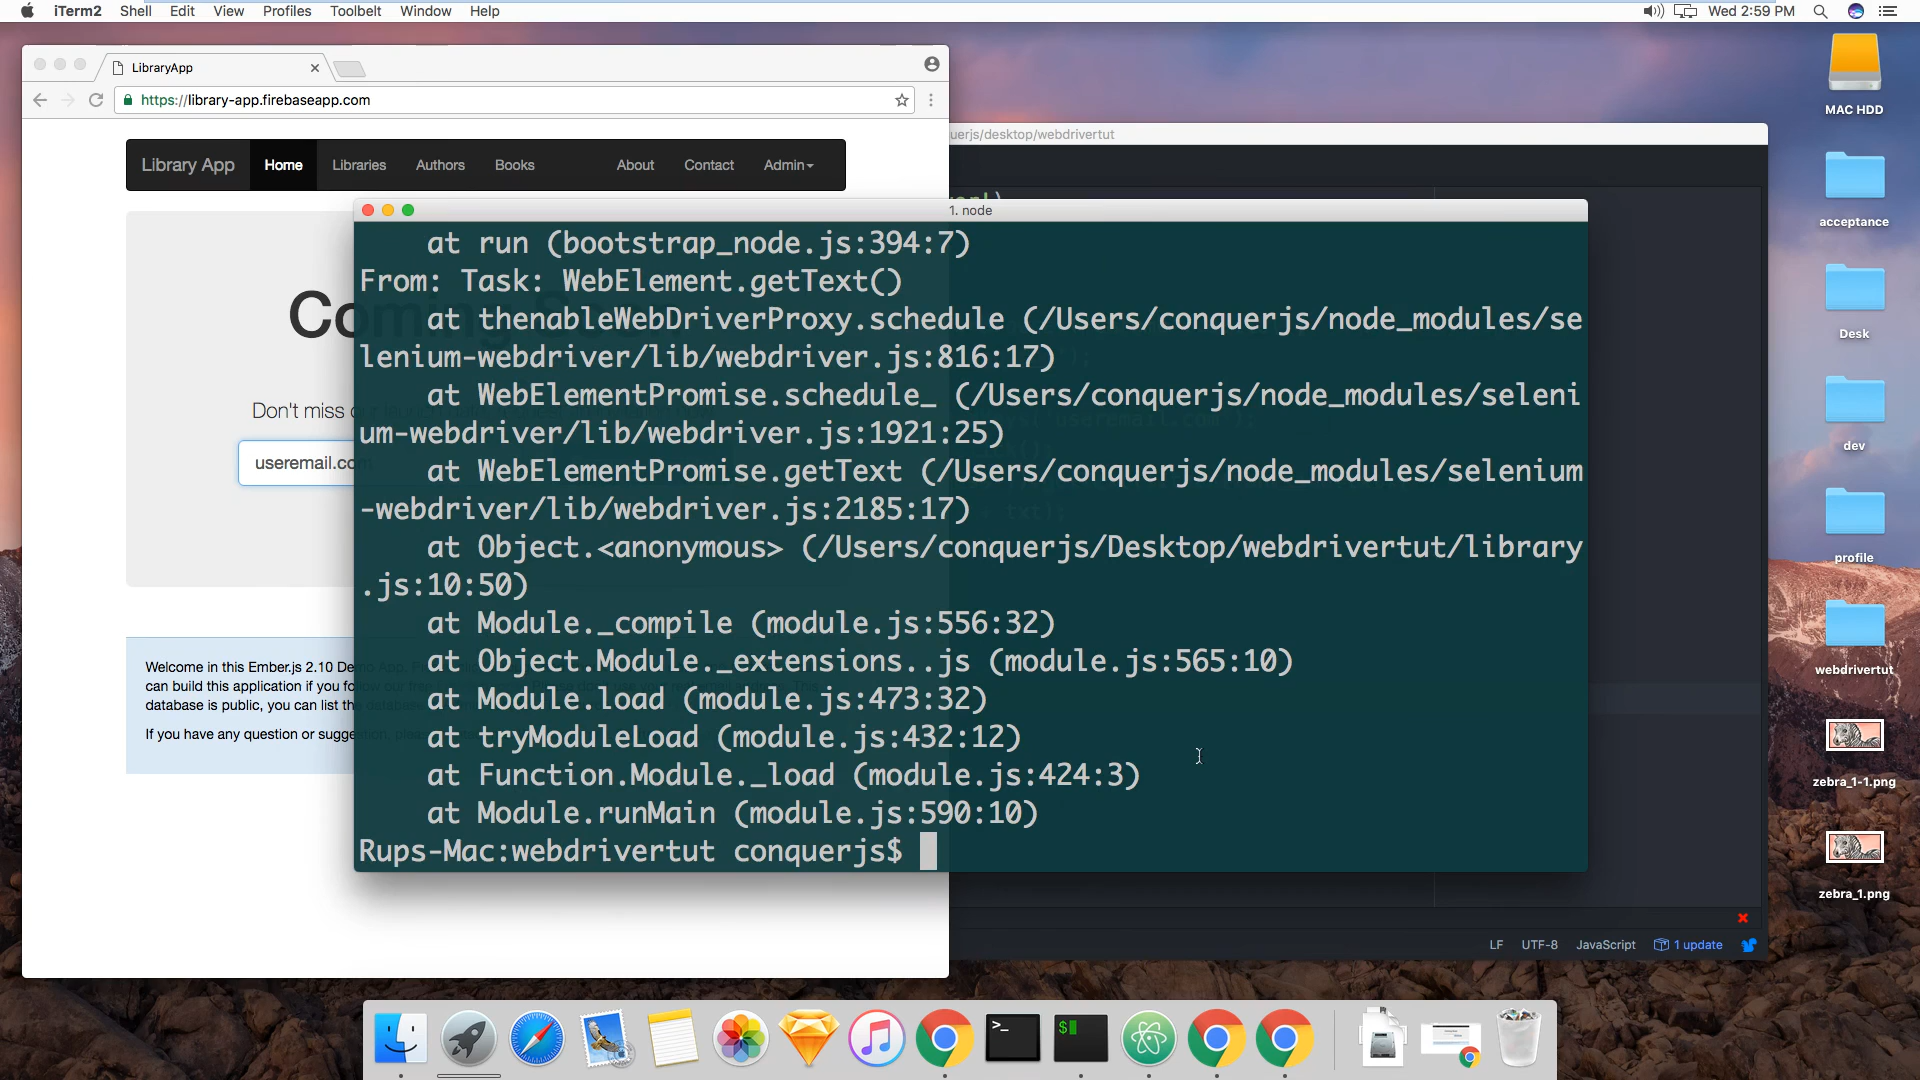 iTerm2 Shell Edit View Profiles Toolbelt Window Help
Wed 2:59 PM
LibraryApp
https://library-app.firebaseapp.com
Library App Home Libraries Authors Books About Contact Admin
Don't miss
useremail.com
Welcome in this Ember.js 2.10
can build this application if you
database is public, you can list the
If you have any question or
1. node
at run (bootstrap_node.js:394:7)
From: Task: WebElement.getText()
at thenableWebDriverProxy.schedule (/Users/conquerjs/node_modules/se
lenium-webdriver/lib/webdriver.js:816:17)
at WebElementPromise.schedule_ (/Users/conquerjs/node_modules/seleni
um-webdriver/lib/webdriver.js:1921:25)
at WebElementPromise.getText (/Users/conquerjs/node_modules/selenium
-webdriver/lib/webdriver.js:2185:17)
at Object.<anonymous> (/Users/conquerjs/Desktop/webdrivertut/library
.js:10:50)
at Module._compile (module.js:556:32)
at Object.Module._extensions..js (module.js:565:10)
at Module.load (module.js:473:32)
at tryModuleLoad (module.js:432:12)
at Function.Module._load (module.js:424:3)
at Module.runMain (module.js:590:10)
Rups-Mac:webdrivertut conquerjs$
uerjs/desktop/webdrivertut
LF UTF-8 JavaScript 1 update
MAC HDD
acceptance
Desk
dev
profile
webdrivertut
zebra_1-1.png
zebra_1.png